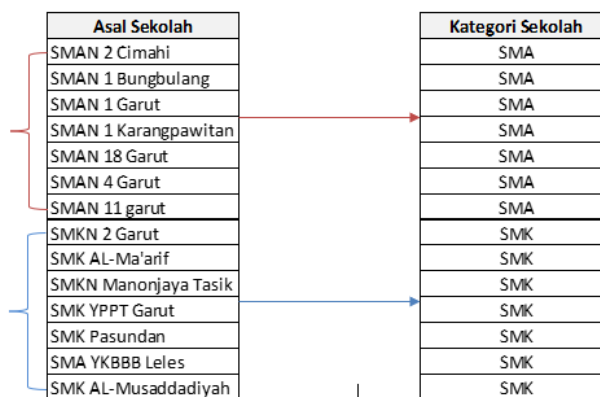 Asal Sekolah Kategori Sekolah
SMAN 2 Cimahi SMA
SMAN 1 Bungbulang SMA
SMAN 1 Garut SMA
SMAN 1 Karangpawitan SMA
SMAN 18 Garut SMA
SMAN 4 Garut SMA
SMAN 11 garut SMA
SMKN 2 Garut SMK
SMK AL-Ma'arif SMK
SMKN Manonjaya Tasik SMK
SMK YPPT Garut SMK
SMK Pasundan SMK
SMA YKBBB Leles SMK
SMK AL-Musaddadiyah SMK